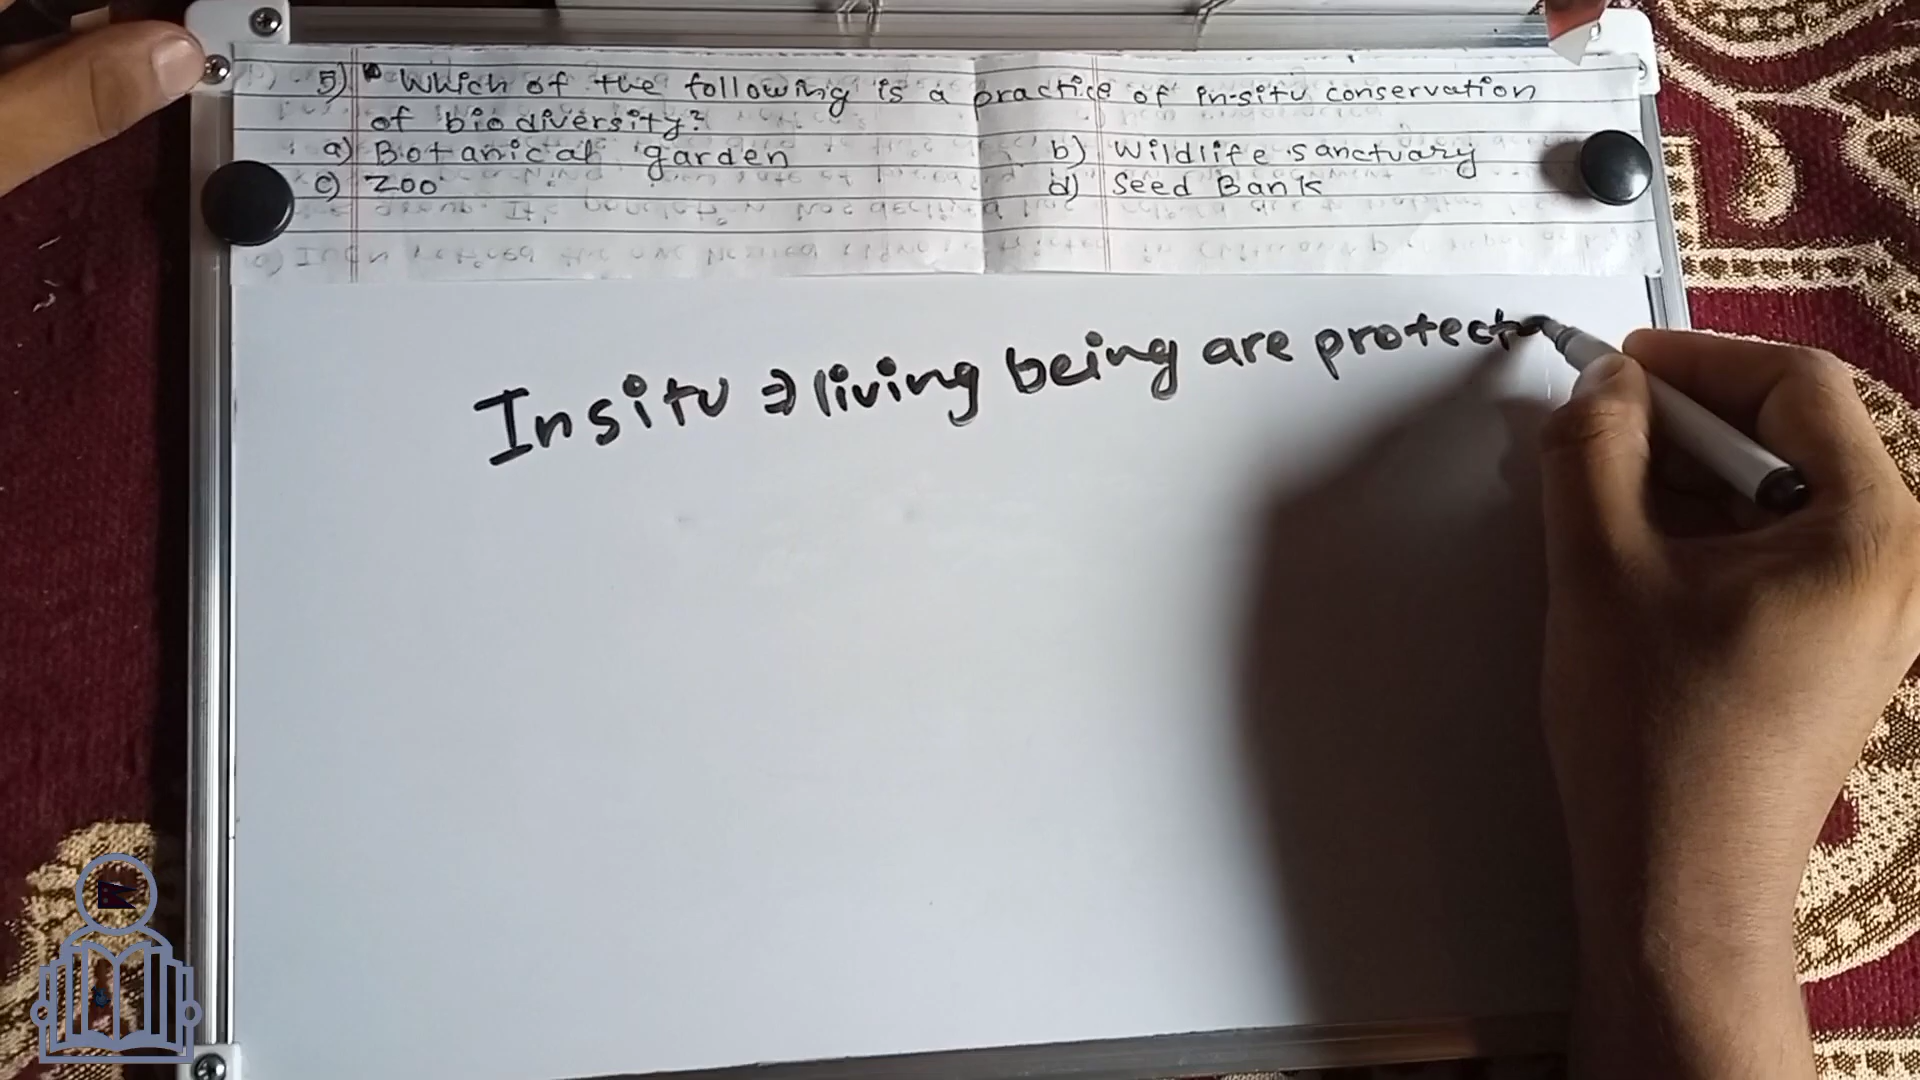 5) Which of the following is a practice of in-situ conservation
of biodiversity?
a) Botanical garden b) Wildlife sanctuary
c) Zoo d) Seed Bank
Insitu ⇒ living being are protect